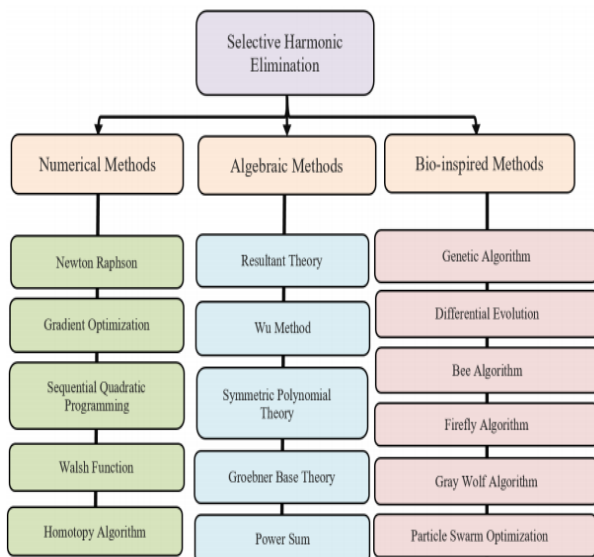 Selective Harmonic
Elimination
Numerical Methods
Algebraic Methods
Bio-inspired Methods
Newton Raphson
Gradient Optimization
Sequential Quadratic
Programming
Walsh Function
Homotopy Algorithm
Resultant Theory
Wu Method
Symmetric Polynomial
Theory
Groebner Base Theory
Power Sum
Genetic Algorithm
Differential Evolution
Bee Algorithm
Firefly Algorithm
Gray Wolf Algorithm
Particle Swarm Optimization